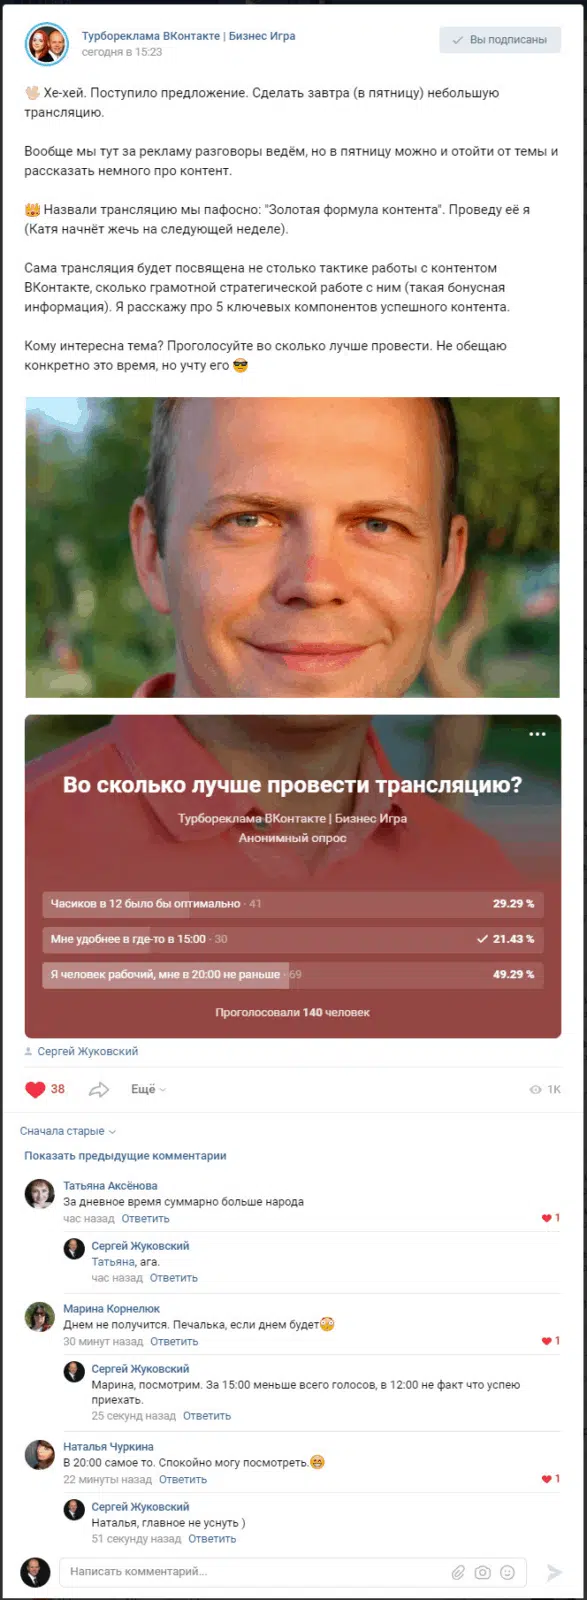 Турбореклама ВКонтакте | Бизнес Игра
сегодня в 15:23
Вы подписаны
Хе-хей. Поступило предложение. Сделать завтра (в пятницу) небольшую
трансляцию.
Вообще мы тут за рекламу разговоры ведём, но в пятницу можно и отойти от темы и
рассказать немного про контент.
Назвали трансляцию мы пафосно: "Золотая формула контента". Проведу её я
(Катя начнёт жечь на следующей неделе).
Сама трансляция будет посвящена не столько тактике работы с контентом
ВКонтакте, сколько грамотной стратегической работе с ним (такая бонусная
информация). Я расскажу про 5 ключевых компонентов успешного контента.
Кому интересна тема? Проголосуйте во сколько лучше провести. Не обещаю
конкретно это время, но учту его
Во сколько лучше провести трансляцию?
Турбореклама ВКонтакте | Бизнес Игра
Анонимный опрос
Часиков в 12 было бы оптимально · 41 29.29 %
Мне удобнее в где-то в 15:00 · 30 21.43 %
Я человек рабочий, мне в 20:00 не раньше · 69 49.29 %
Проголосовали 140 человек
Сергей Жуковский
38 Ещё 1K
Сначала старые
Показать предыдущие комментарии
Татьяна Аксёнова
За дневное время суммарно больше народа
час назад Ответить 1
Сергей Жуковский
Татьяна, ага.
час назад Ответить
Марина Корнелюк
Днем не получится. Печалька, если днем будет
30 минут назад Ответить 1
Сергей Жуковский
Марина, посмотрим. За 15:00 меньше всего голосов, в 12:00 не факт что успею
приехать.
25 секунд назад Ответить
Наталья Чуркина
В 20:00 самое то. Спокойно могу посмотреть.
22 минуты назад Ответить 1
Сергей Жуковский
Наталья, главное не уснуть )
51 секунду назад Ответить
Написать комментарий...